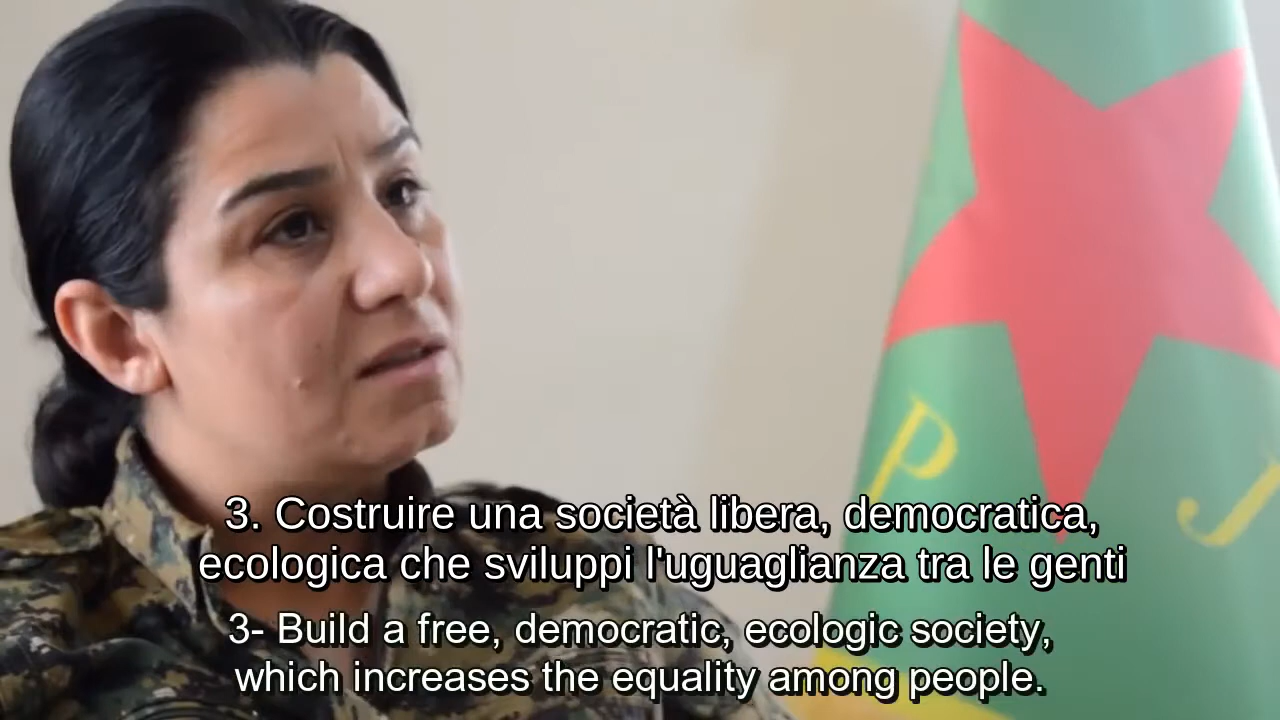 P J
3. Costruire una società libera, democratica,
ecologica che sviluppi l'uguaglianza tra le genti
3- Build a free, democratic, ecologic society,
which increases the equality among people.